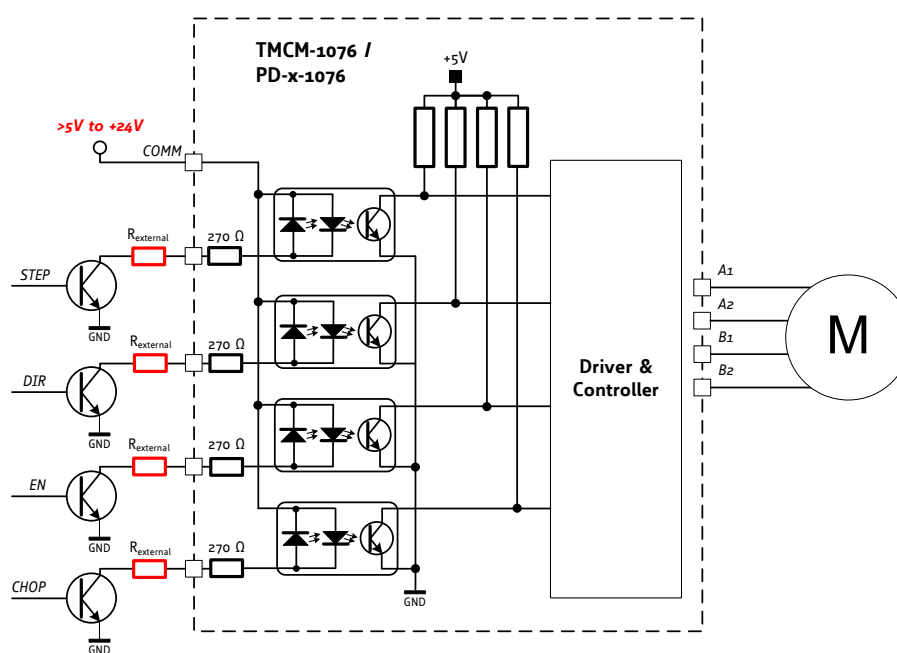 TMCM-1076 /
PD-x-1076
+5V
>5V to +24V
COMM
Rexternal
270 Ω
STEP
GND
Rexternal
270 Ω
DIR
GND
Rexternal
270 Ω
EN
GND
Rexternal
270 Ω
CHOP
GND
GND
Driver &
Controller
A1
A2
B1
B2
M